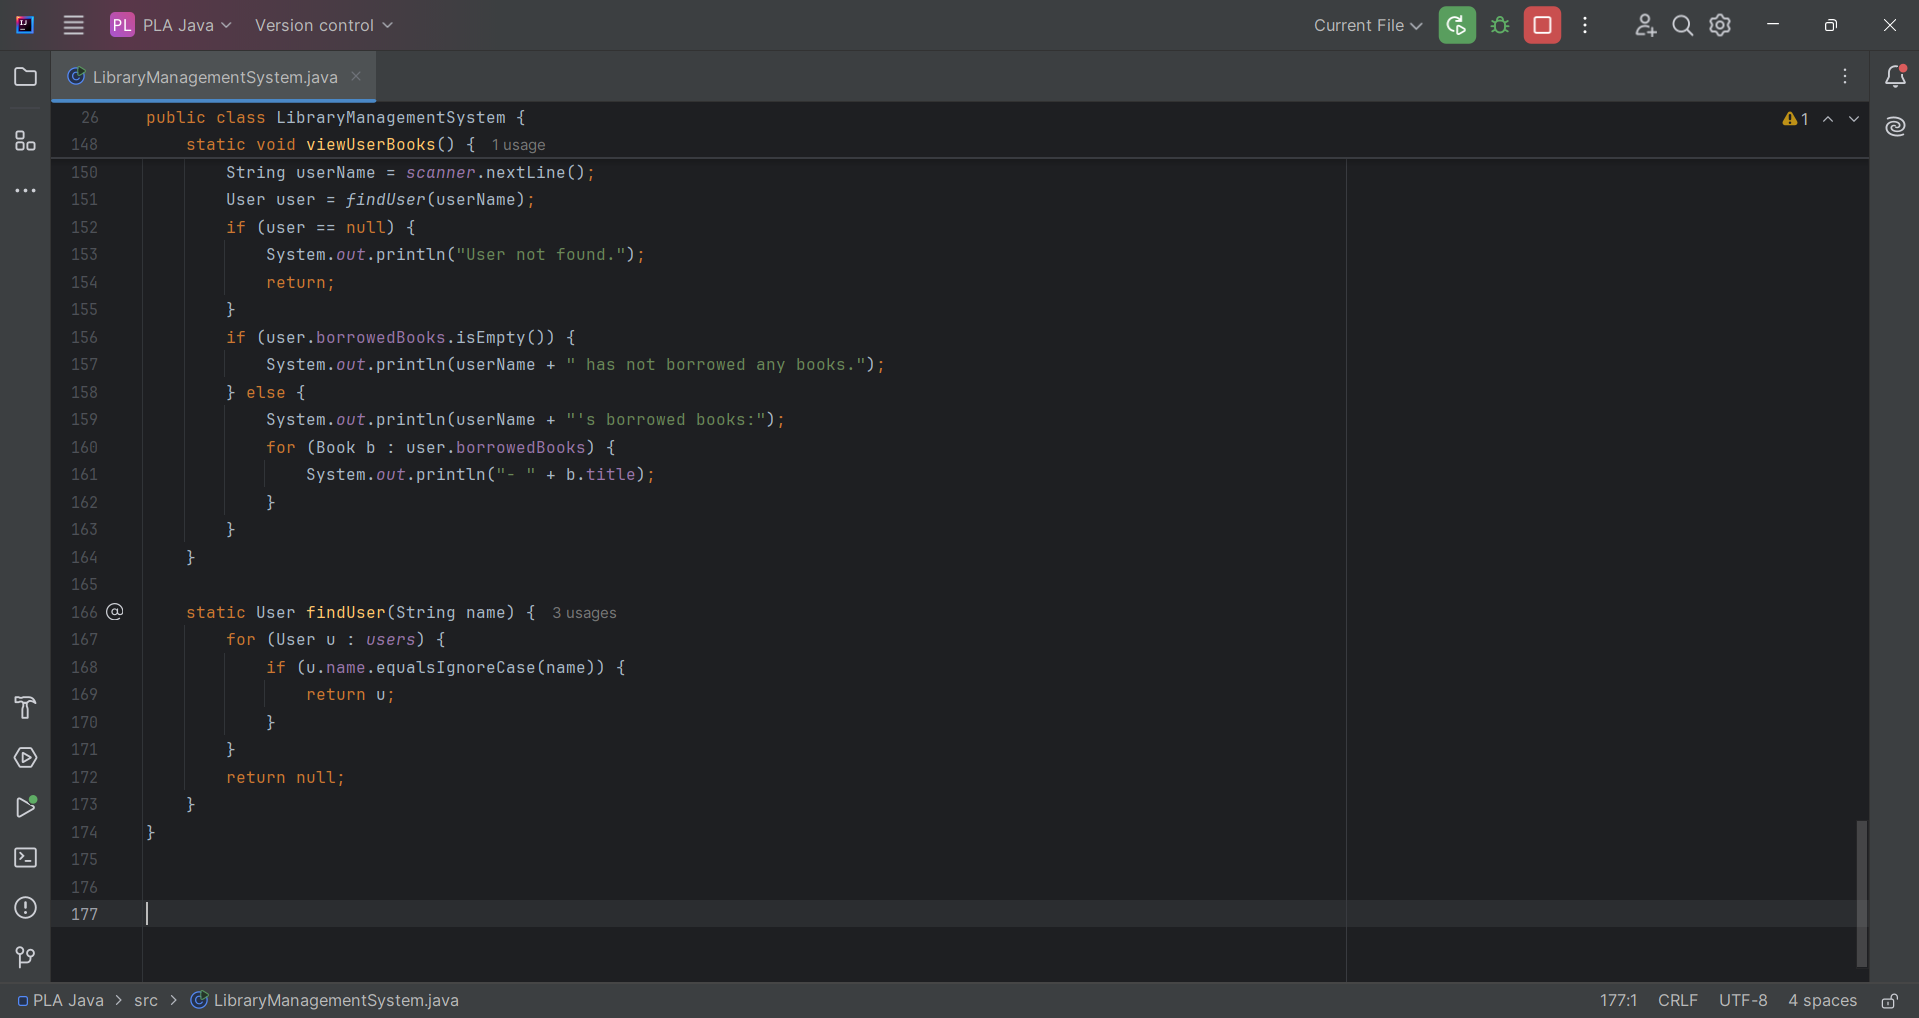 PL PLA Java Version control Current File
LibraryManagementSystem.java
26 public class LibraryManagementSystem { 1
148     static void viewUserBooks() { 1 usage
150         String userName = scanner.nextLine();
151         User user = findUser(userName);
152         if (user == null) {
153             System.out.println("User not found.");
154             return;
155         }
156         if (user.borrowedBooks.isEmpty()) {
157             System.out.println(userName + " has not borrowed any books.");
158         } else {
159             System.out.println(userName + "'s borrowed books:");
160             for (Book b : user.borrowedBooks) {
161                 System.out.println("- " + b.title);
162             }
163         }
164     }
165
166 @   static User findUser(String name) { 3 usages
167         for (User u : users) {
168             if (u.name.equalsIgnoreCase(name)) {
169                 return u;
170             }
171         }
172         return null;
173     }
174 }
175
176
177
PLA Java > src > LibraryManagementSystem.java 177:1 CRLF UTF-8 4 spaces